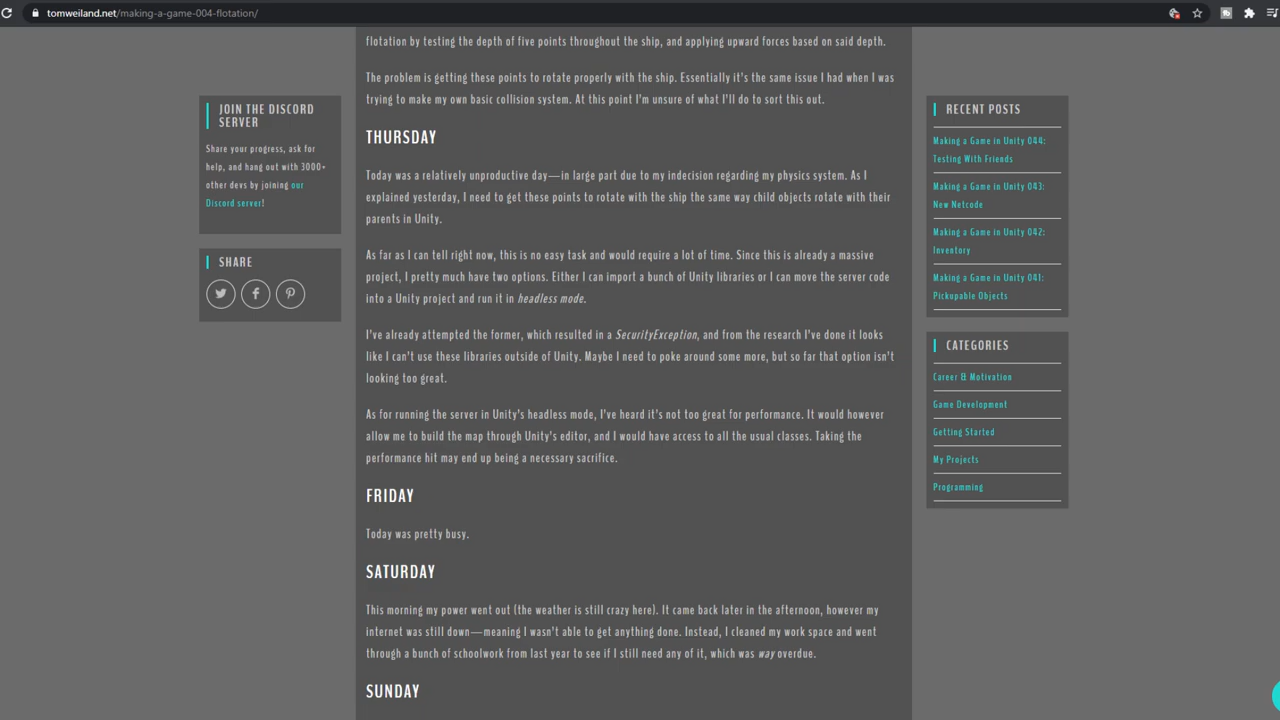 tomweiland.net/making-a-game-004-flotation/
flotation by testing the depth of five points throughout the ship, and applying upward forces based on said depth.
The problem is getting these points to rotate properly with the ship. Essentially it's the same issue I had when I was
trying to make my own basic collision system. At this point I'm unsure of what I'll do to sort this out.
THURSDAY
Today was a relatively unproductive day—in large part due to my indecision regarding my physics system. As I
explained yesterday, I need to get these points to rotate with the ship the same way child objects rotate with their
parents in Unity.
As far as I can tell right now, this is no easy task and would require a lot of time. Since this is already a massive
project, I pretty much have two options. Either I can import a bunch of Unity libraries or I can move the server code
into a Unity project and run it in headless mode.
I've already attempted the former, which resulted in a SecurityException, and from the research I've done it looks
like I can't use these libraries outside of Unity. Maybe I need to poke around some more, but so far that option isn't
looking too great.
As for running the server in Unity's headless mode, I've heard it's not too great for performance. It would however
allow me to build the map through Unity's editor, and I would have access to all the usual classes. Taking the
performance hit may end up being a necessary sacrifice.
FRIDAY
Today was pretty busy.
SATURDAY
This morning my power went out (the weather is still crazy here). It came back later in the afternoon, however my
internet was still down—meaning I wasn't able to get anything done. Instead, I cleaned my work space and went
through a bunch of schoolwork from last year to see if I still need any of it, which was way overdue.
SUNDAY
JOIN THE DISCORD
SERVER
Share your progress, ask for
help, and hang out with 3000+
other devs by joining our
Discord server!
SHARE
RECENT POSTS
Making a Game in Unity 044:
Testing With Friends
Making a Game in Unity 043:
New Netcode
Making a Game in Unity 042:
Inventory
Making a Game in Unity 041:
Pickupable Objects
CATEGORIES
Career & Motivation
Game Development
Getting Started
My Projects
Programming